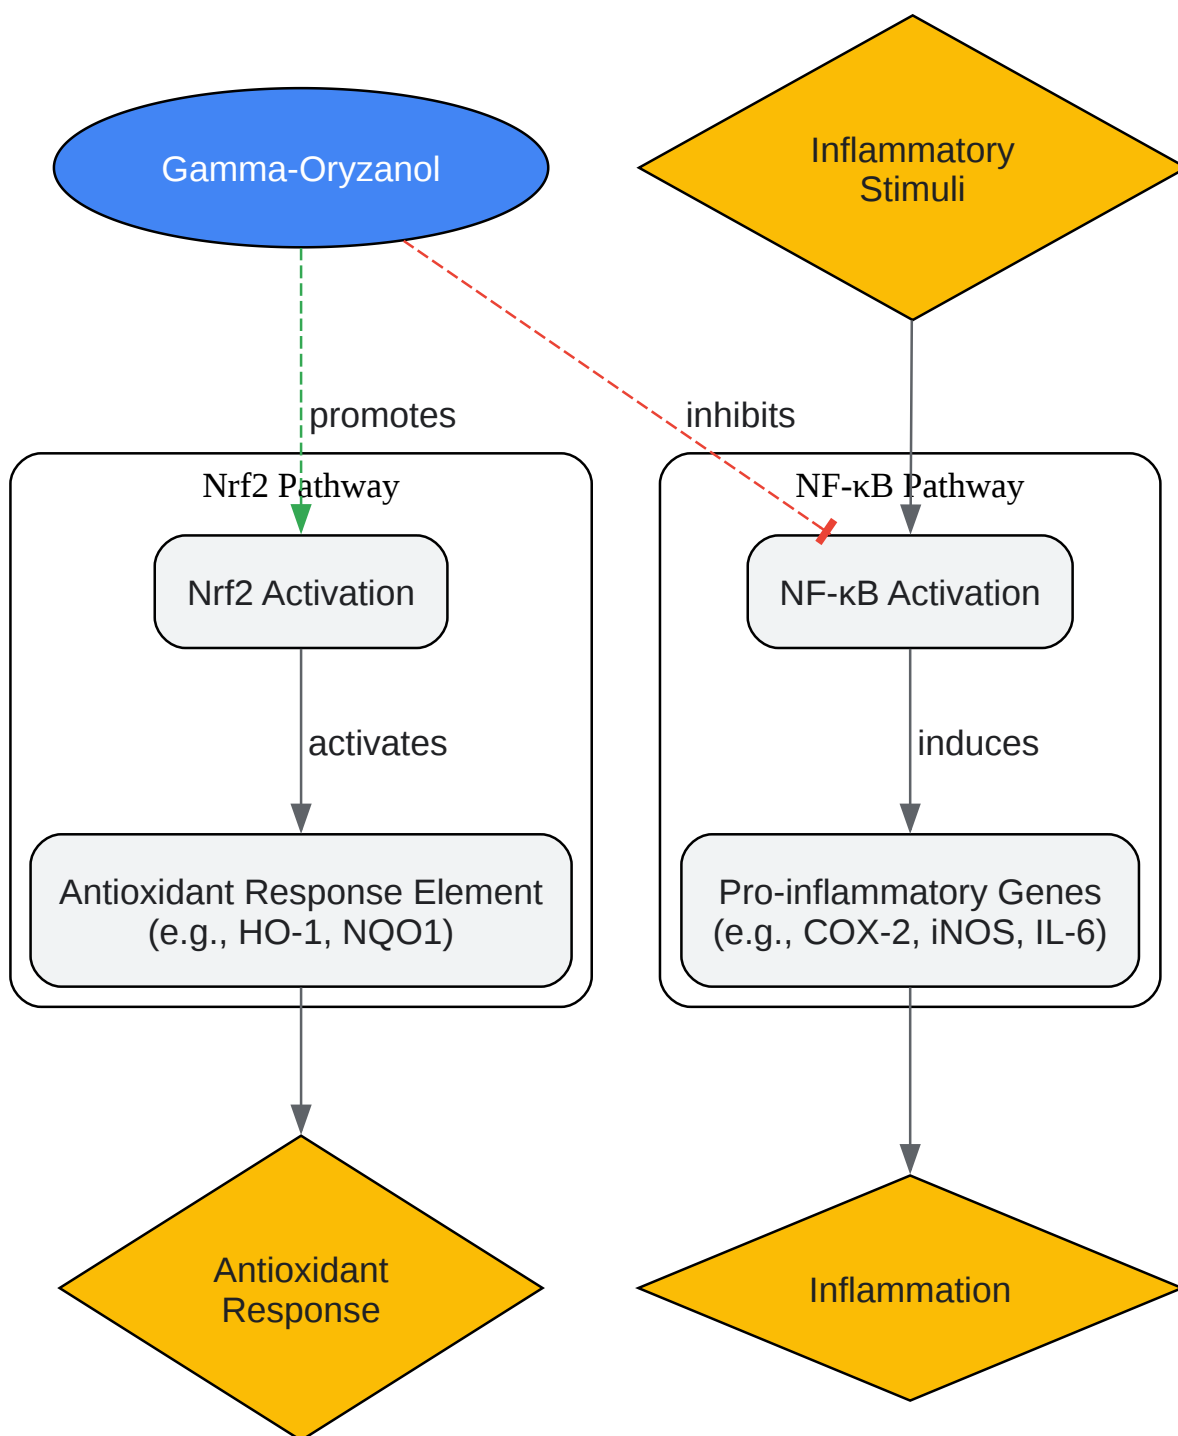 Gamma-Oryzanol
Inflammatory
Stimuli
promotes
inhibits
Nrf2 Pathway
NF-κB Pathway
Nrf2 Activation
NF-κB Activation
activates
induces
Antioxidant Response Element
(e.g., HO-1, NQO1)
Pro-inflammatory Genes
(e.g., COX-2, iNOS, IL-6)
Antioxidant
Response
Inflammation